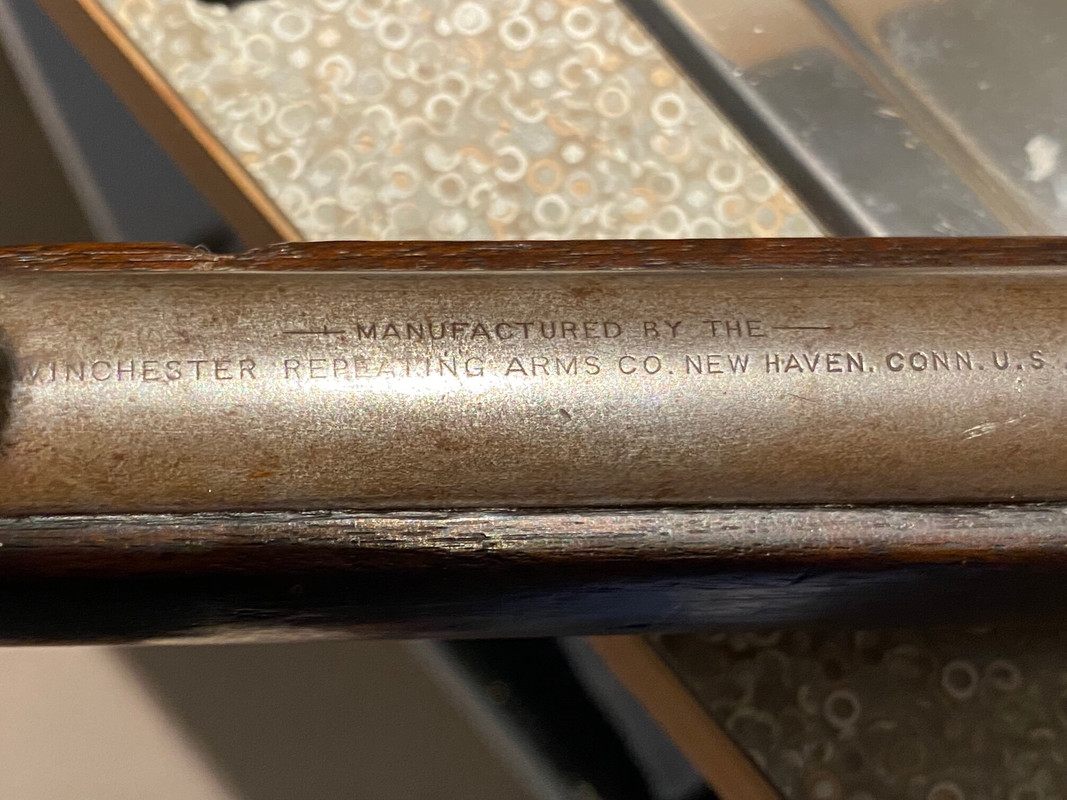 — MANUFACTURED BY THE —
WINCHESTER REPEATING ARMS CO. NEW HAVEN. CONN. U.S.